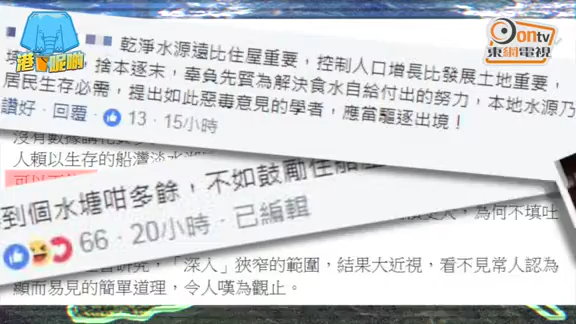 港呢啲
ontv
東網電視
乾淨水源遠比住屋重要，控制人口增長比發展土地重要，
捨本逐末，辜負先賢為解決食水自給付出的努力，本地水源乃
居民生存必需，提出如此惡毒意見的學者，應當驅逐出境！
讚好 · 回覆 · 13 · 15小時
人賴以生存的船灣淡水湖
到個水塘咁多餘，不如鼓勵住
66 · 20小時 · 已編輯
為何不填吐
「深入」狹窄的範圍，結果大近視，看不見常人認為
顯而易見的簡單道理，令人嘆為觀止。